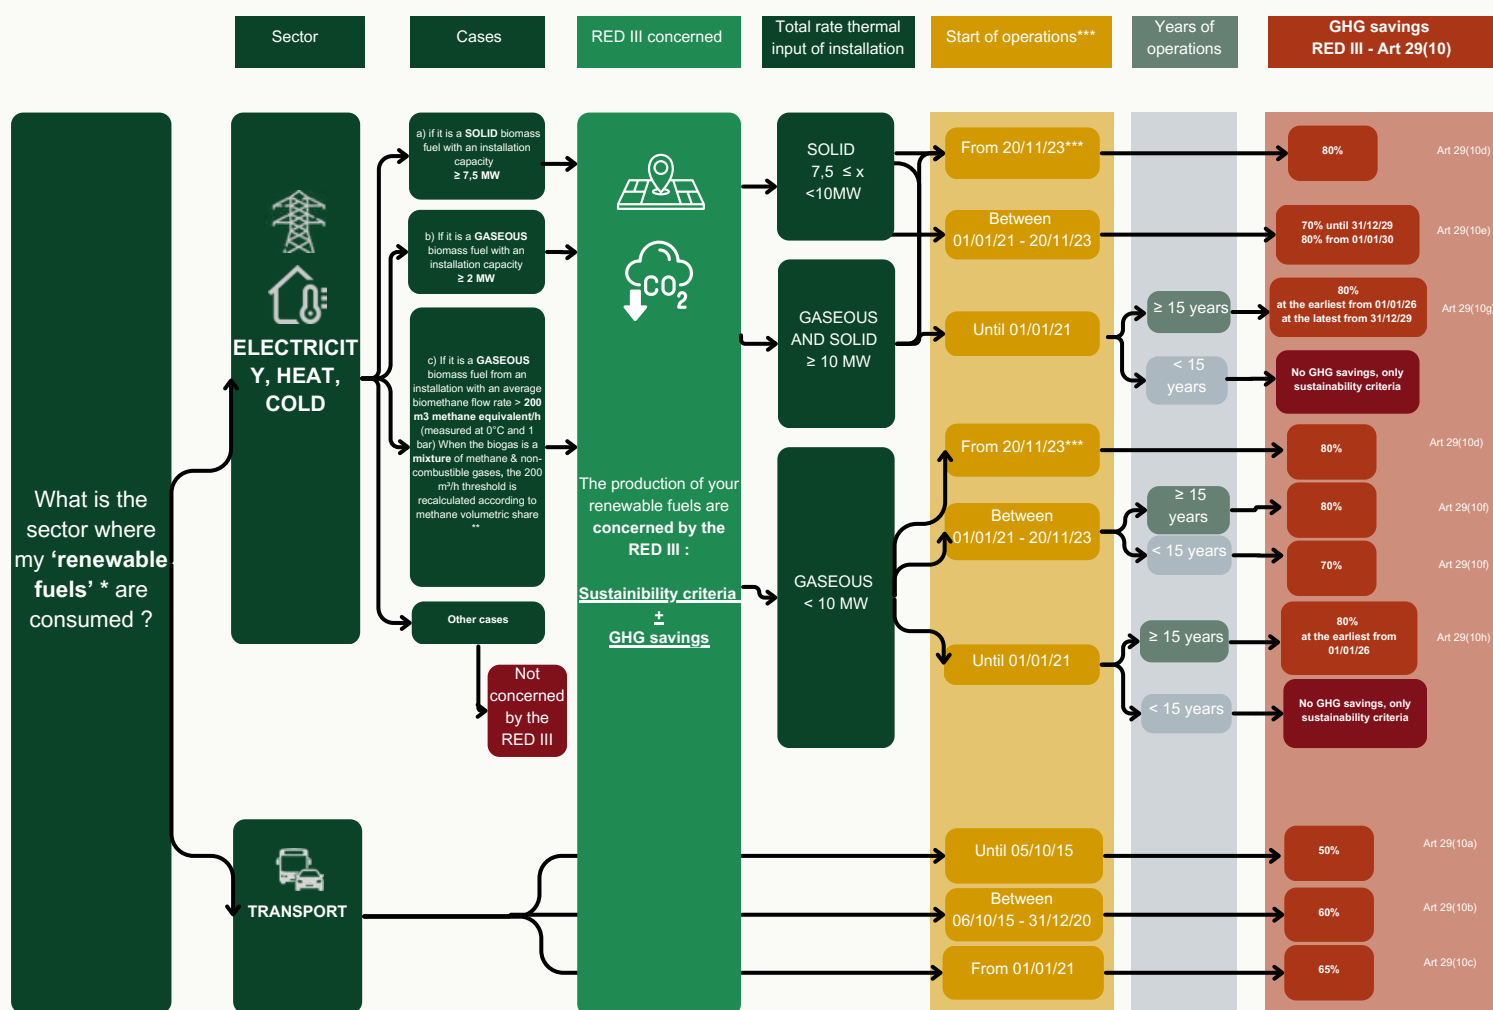 Sector
Cases
RED III concerned
Total rate thermal
input of installation
Start of operations***
Years of
operations
GHG savings
RED III - Art 29(10)
What is the
sector where
my ‘renewable
fuels’ * are
consumed ?
ELECTRICIT
Y, HEAT,
COLD
a) if it is a SOLID biomass
fuel with an installation
capacity
≥ 7,5 MW
b) If it is a GASEOUS
biomass fuel with an
installation capacity
≥ 2 MW
c) If it is a GASEOUS
biomass fuel from an
installation with an average
biomethane flow rate > 200
m3 methane equivalent/h
(measured at 0°C and 1
bar) When the biogas is a
mixture of methane & non-
combustible gases, the 200
m³/h threshold is
recalculated according to
methane volumetric share
**
Other cases
Not
concerned
by the
RED III
CO2
The production of your
renewable fuels are
concerned by the
RED III :
Sustainibility criteria
±
GHG savings
SOLID
7,5 ≤ x
<10MW
GASEOUS
AND SOLID
≥ 10 MW
GASEOUS
< 10 MW
From 20/11/23***
80%
Art 29(10d)
Between
01/01/21 - 20/11/23
70% until 31/12/29
80% from 01/01/30
Art 29(10e)
Until 01/01/21
≥ 15 years
80%
at the earliest from 01/01/26
at the latest from 31/12/29
Art 29(10g)
< 15
years
No GHG savings, only
sustainability criteria
From 20/11/23***
80%
Art 29(10d)
Between
01/01/21 - 20/11/23
≥ 15
years
80%
Art 29(10f)
< 15 years
70%
Art 29(10f)
Until 01/01/21
≥ 15 years
80%
at the earliest from
01/01/26
Art 29(10h)
< 15 years
No GHG savings, only
sustainability criteria
TRANSPORT
Until 05/10/15
50%
Art 29(10a)
Between
06/10/15 - 31/12/20
60%
Art 29(10b)
From 01/01/21
65%
Art 29(10c)